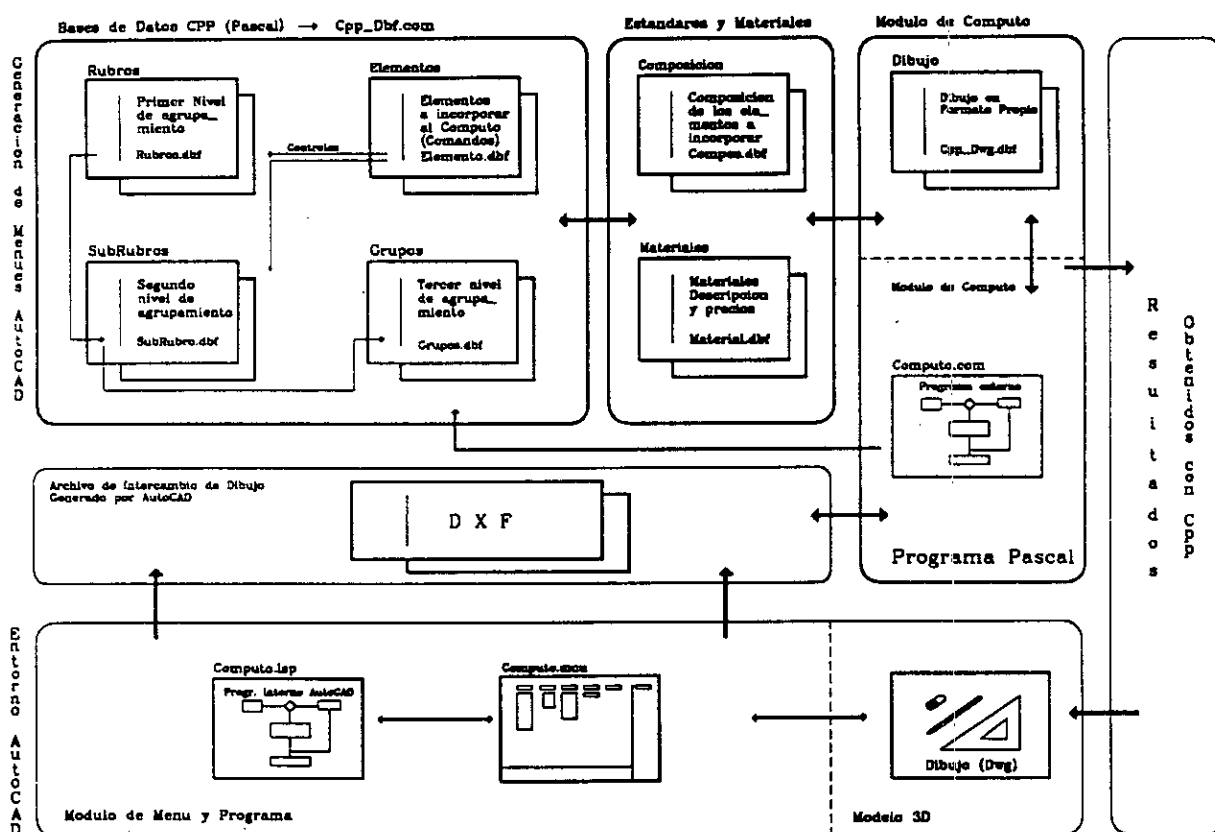 Bases de Datos CPP (Pascal) → Cpp_Dbf.com
Estandares y Materiales
Modulo de Computo
Generacion de Menues AutoCAD
Rubros
Primer Nivel
de agrupa_
miento
Rubros.dbf
Elementos
Elementos
a incorporar
al Computo
(Comandos)
Elemento.dbf
Controles
SubRubros
Segundo
nivel de
agrupamiento
SubRubro.dbf
Grupos
Tercer nivel
de agrupa_
miento
Grupos.dbf
Composicion
Composicion
de los ele_
mentos a
incorporar
Compos.dbf
Materiales
Materiales
Descripcion
y precios
Material.dbf
Dibujo
Dibujo en
Formato Propio
Cpp_Dwg.dbf
Modulo de Computo
Computo.com
Programa externo
Programa Pascal
Resultados
Obtenidos con Cpp
Archivo de Intercambio de Dibujo
Generado por AutoCAD
D X F
Entorno AutoCAD
Computo.lsp
Progr. interno AutoCAD
Computo.mnu
Dibujo (Dwg)
Modulo de Menu y Programa
Modelo 3D